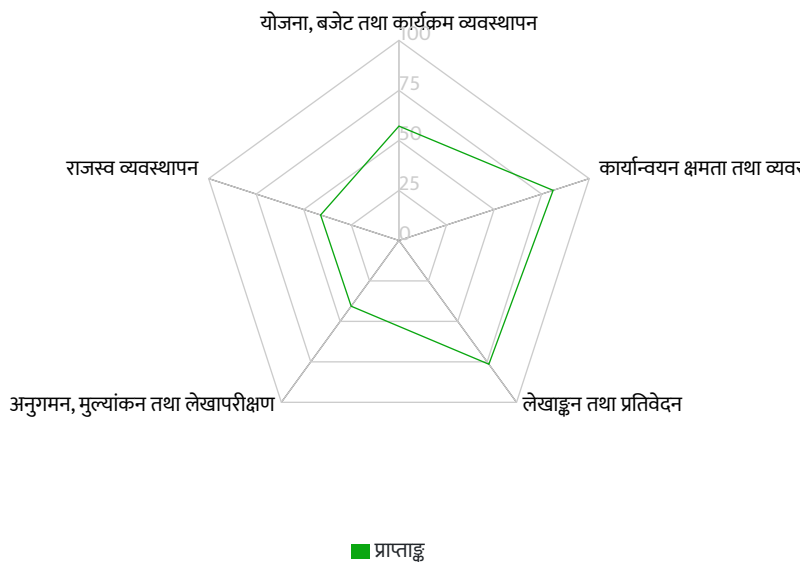 योजना, बजेट तथा कार्यक्रम व्यवस्थापन
100
75
राजस्व व्यवस्थापन
कार्यान्वयन क्षमता तथा
50
25
0
अनुगमन, मुल्यांकन तथा लेखापरीक्षण
लेखाङ्कन तथा प्रतिवेदन
प्राप्ताङ्क